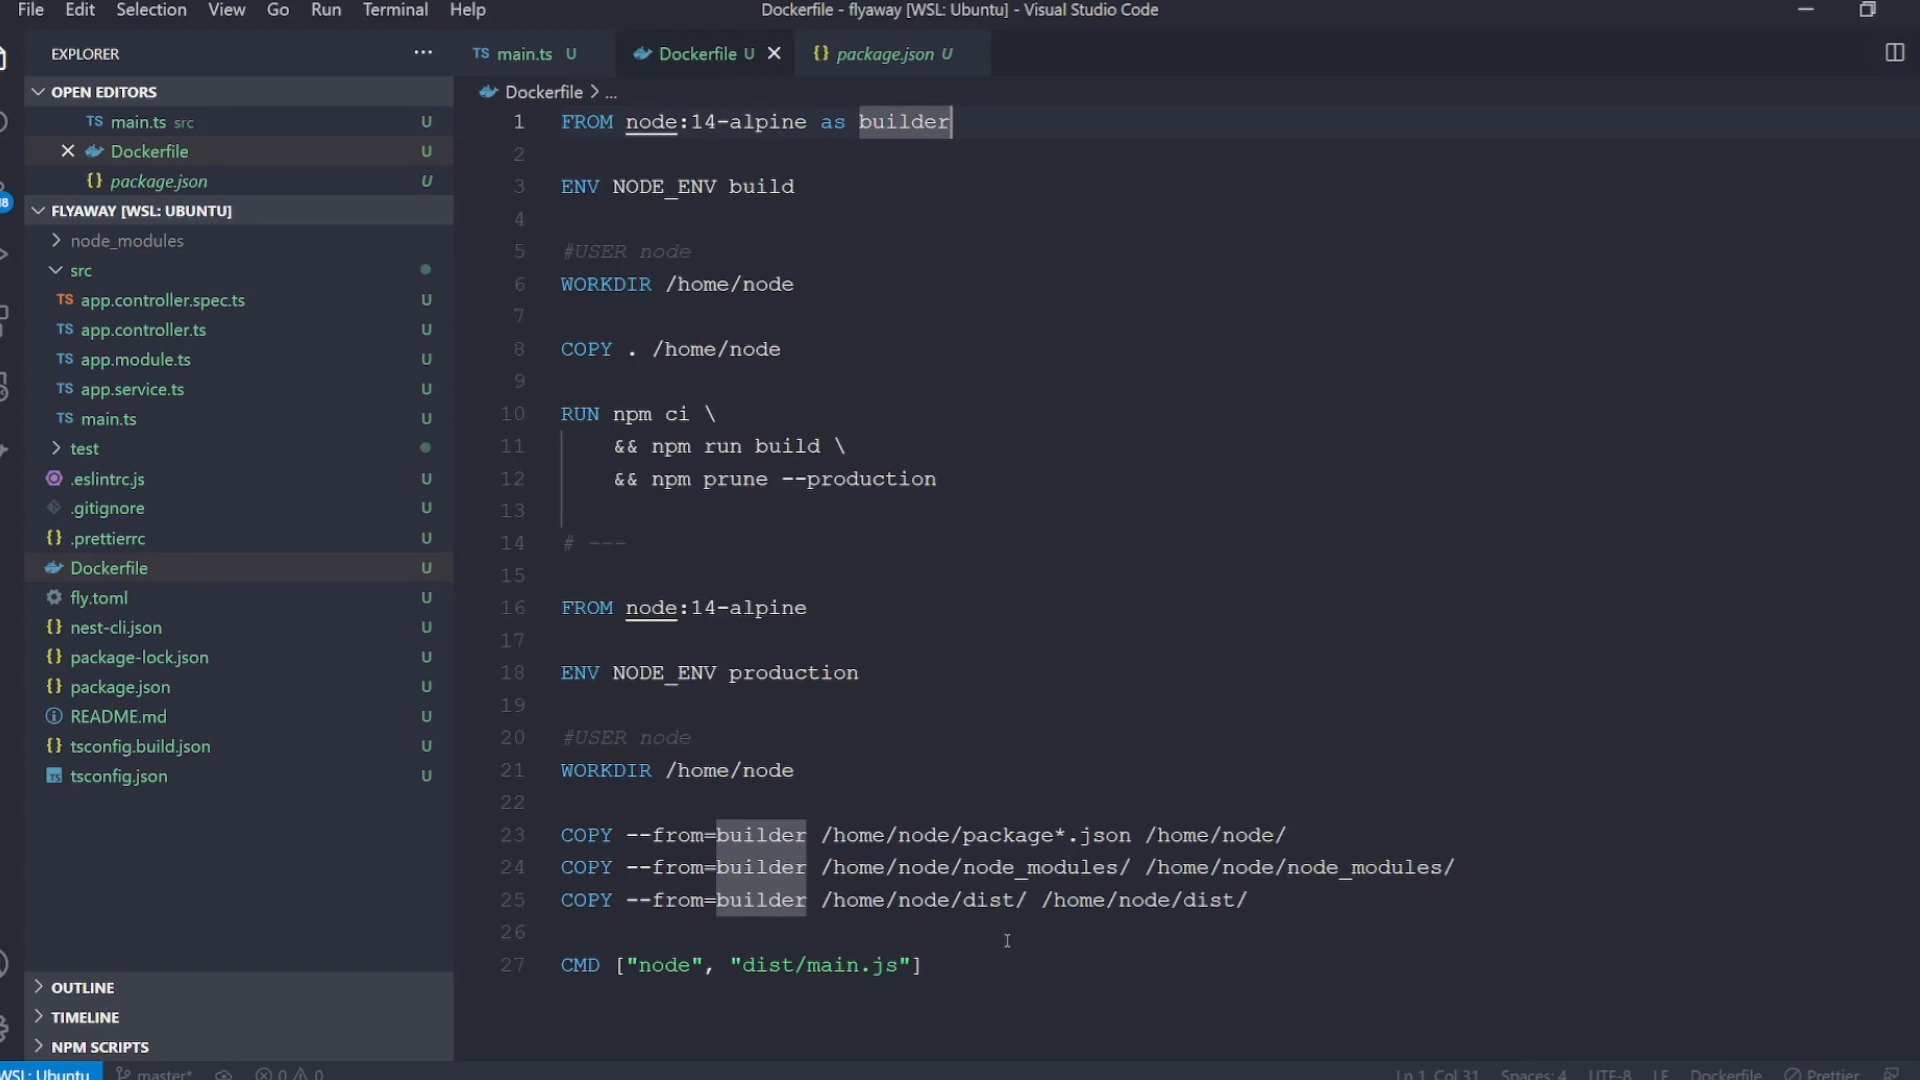 File Edit Selection View Go Run Terminal Help
Dockerfile - flyaway [WSL: Ubuntu] - Visual Studio Code
EXPLORER ...
OPEN EDITORS
TS main.ts src U
Dockerfile U
{} package.json U
FLYAWAY [WSL: UBUNTU]
node_modules
src
TS app.controller.spec.ts U
TS app.controller.ts U
TS app.module.ts U
TS app.service.ts U
TS main.ts U
test
.eslintrc.js U
.gitignore U
{} .prettierrc U
Dockerfile U
fly.toml U
{} nest-cli.json U
{} package-lock.json U
{} package.json U
README.md U
{} tsconfig.build.json U
tsconfig.json U
OUTLINE
TIMELINE
NPM SCRIPTS
TS main.ts U
Dockerfile U
{} package.json U
Dockerfile > ...
1 FROM node:14-alpine as builder
2
3 ENV NODE_ENV build
4
5 #USER node
6 WORKDIR /home/node
7
8 COPY . /home/node
9
10 RUN npm ci \
11 && npm run build \
12 && npm prune --production
13
14 # ---
15
16 FROM node:14-alpine
17
18 ENV NODE_ENV production
19
20 #USER node
21 WORKDIR /home/node
22
23 COPY --from=builder /home/node/package*.json /home/node/
24 COPY --from=builder /home/node/node_modules/ /home/node/node_modules/
25 COPY --from=builder /home/node/dist/ /home/node/dist/
26
27 CMD ["node", "dist/main.js"]
WSL: Ubuntu master* 0 0
Ln 1, Col 31 Spaces: 4 UTF-8 LF Dockerfile Prettier